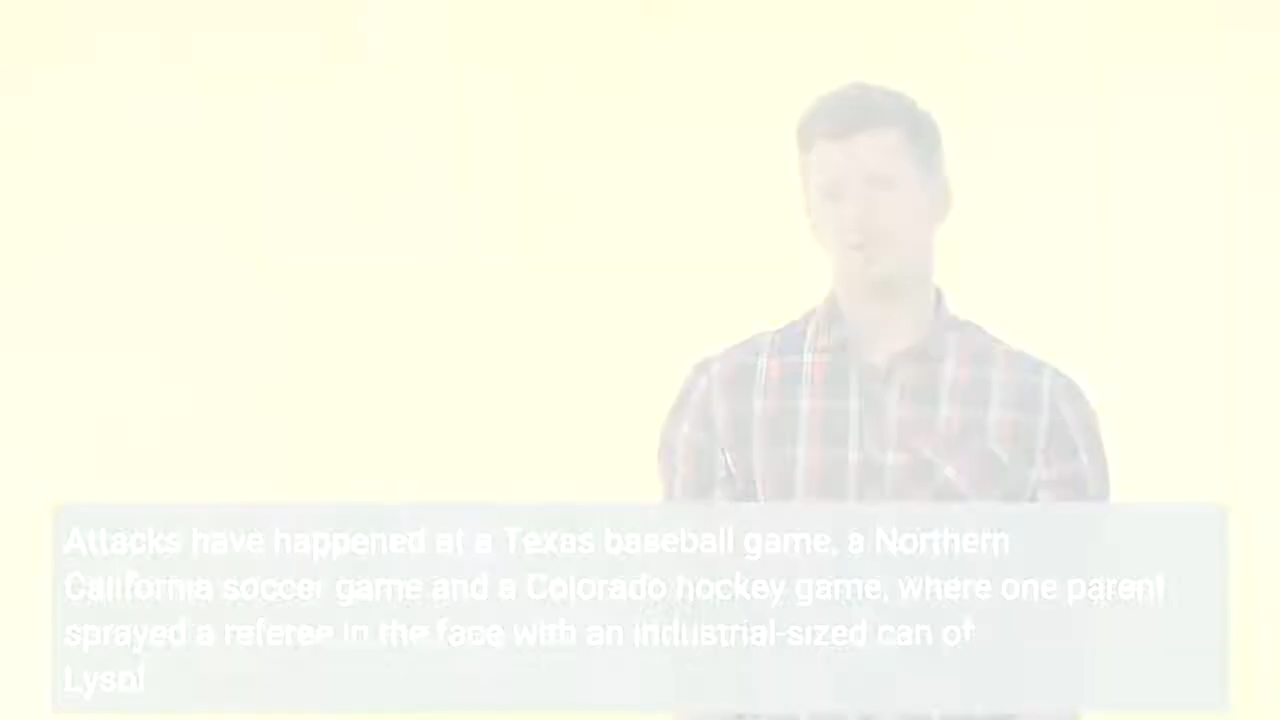 Attacks have happened at a Texas baseball game, a Northern
California soccer game and a Colorado hockey game, where one parent
sprayed a referee in the face with an industrial-sized can of
Lysol